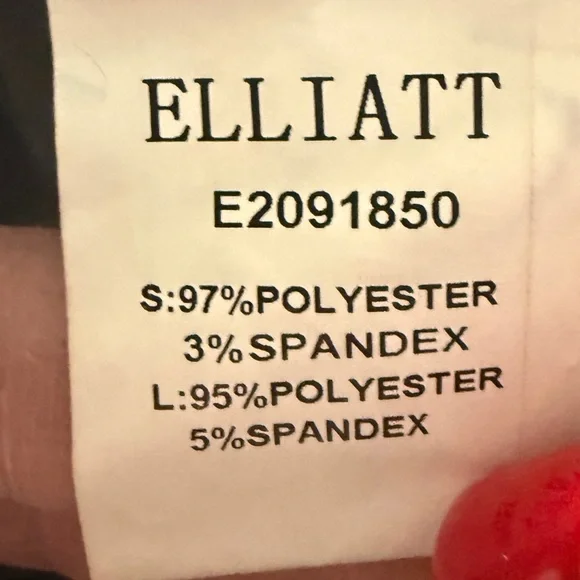 ELLIATT
E2091850
S:97%POLYESTER
3%SPANDEX
L:95%POLYESTER
5%SPANDEX